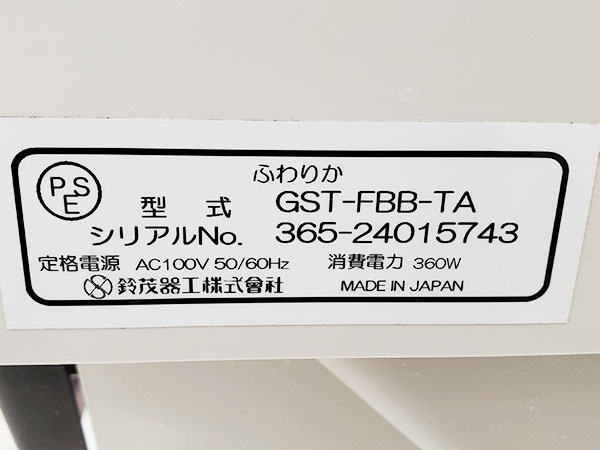 ふわりか
PSE
型式 GST-FBB-TA
シリアルNo. 365-24015743
定格電源 AC100V 50/60Hz 消費電力 360W
鈴茂器工株式會社 MADE IN JAPAN